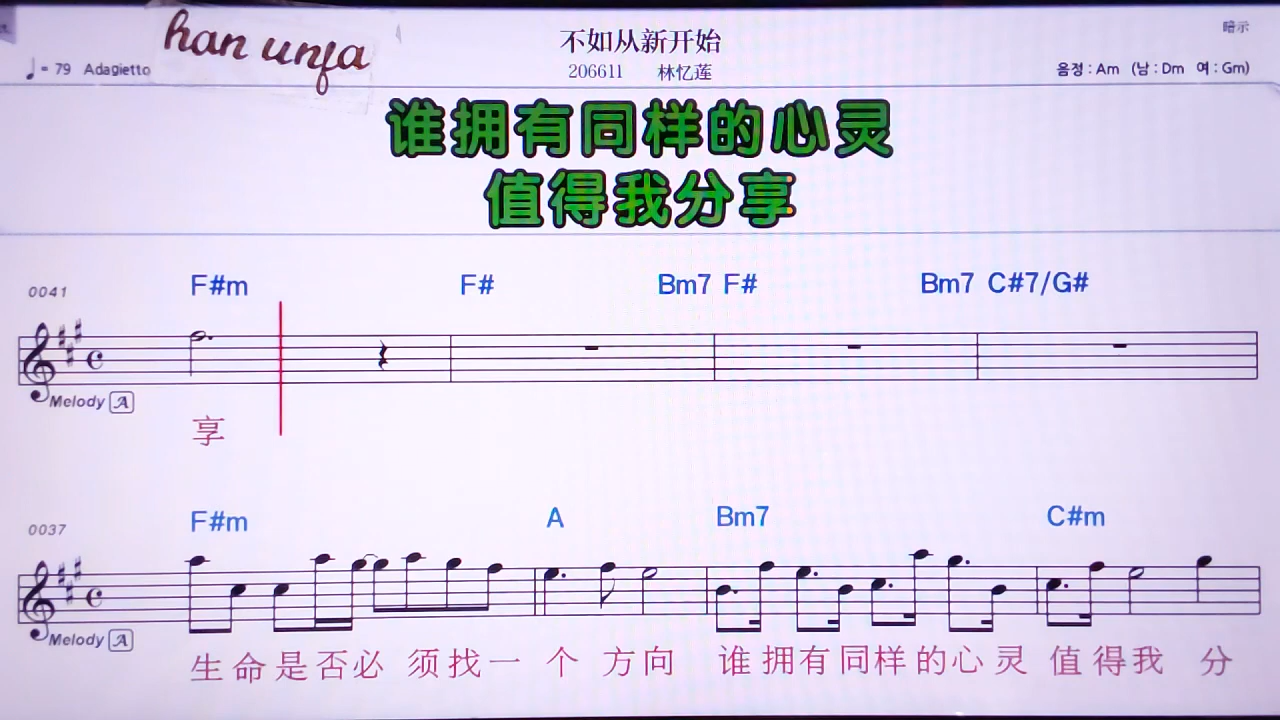 han unfa
不如从新开始
暗示
♩= 79 Adagietto
206611 林忆莲
음정 : Am (남 : Dm 여 : Gm)
谁拥有同样的心灵
值得我分享
0041
F#m F# Bm7 F# Bm7 C#7/G#
Melody A
享
0037
F#m A Bm7 C#m
Melody A
生命是否必须找一个方向 谁拥有同样的心灵 值得我分